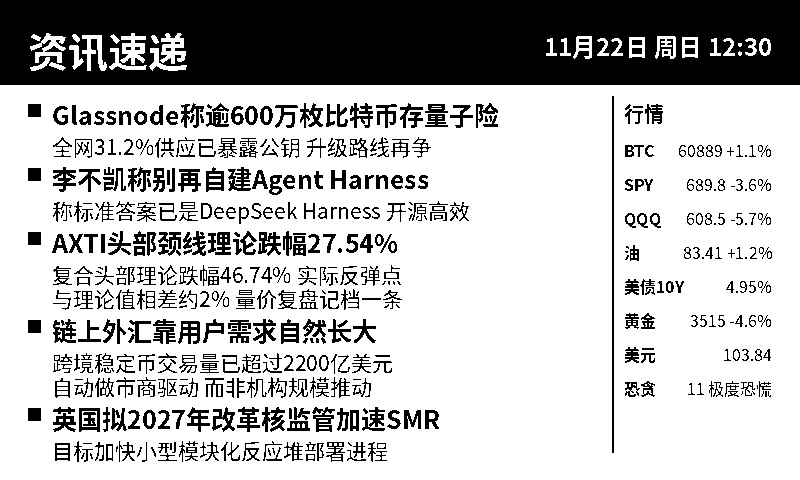 资讯速递
11月22日 周日 12:30
Glassnode称逾600万枚比特币存量子险
全网31.2%供应已暴露公钥 升级路线再争
李不凯称别再自建Agent Harness
称标准答案已是DeepSeek Harness 开源高效
AXTI头部颈线理论跌幅27.54%
复合头部理论跌幅46.74% 实际反弹点
与理论值相差约2% 量价复盘记档一条
链上外汇靠用户需求自然长大
跨境稳定币交易量已超过2200亿美元
自动做市商驱动 而非机构规模推动
英国拟2027年改革核监管加速SMR
目标加快小型模块化反应堆部署进程
行情
BTC 60889 +1.1%
SPY 689.8 -3.6%
QQQ 608.5 -5.7%
油 83.41 +1.2%
美债10Y 4.95%
黄金 3515 -4.6%
美元 103.84
恐贪 11 极度恐慌